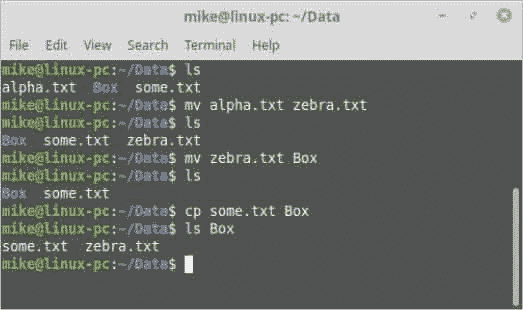 mike@linux-pc: ~/Data
File Edit View Search Terminal Help
mike@linux-pc:~/Data$ ls
alpha.txt Box some.txt
mike@linux-pc:~/Data$ mv alpha.txt zebra.txt
mike@linux-pc:~/Data$ ls
Box some.txt zebra.txt
mike@linux-pc:~/Data$ mv zebra.txt Box
mike@linux-pc:~/Data$ ls
Box some.txt
mike@linux-pc:~/Data$ cp some.txt Box
mike@linux-pc:~/Data$ ls Box
some.txt zebra.txt
mike@linux-pc:~/Data$